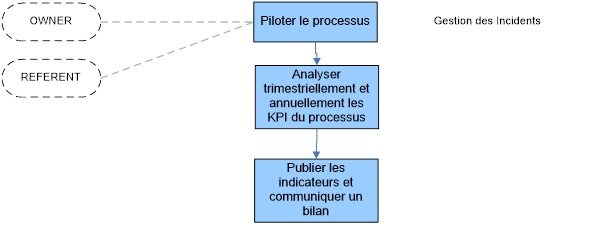 OWNER
Piloter le processus
Gestion des Incidents
REFERENT
Analyser
trimestriellement et
annuellement les
KPI du processus
Publier les
indicateurs et
communiquer un
bilan